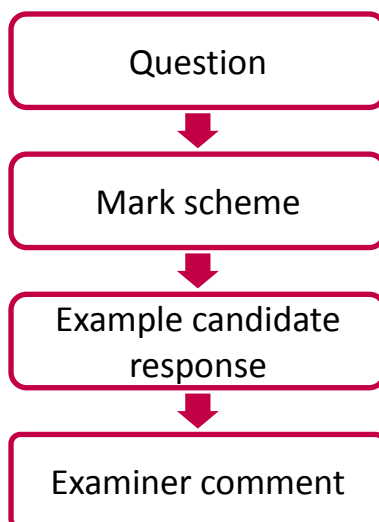 Question
Mark scheme
Example candidate
response
Examiner comment